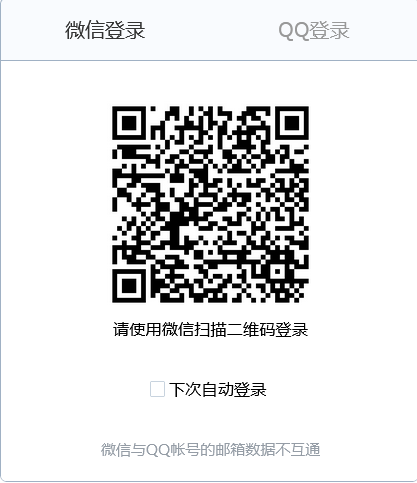 微信登录 QQ登录
请使用微信扫描二维码登录
下次自动登录
微信与QQ帐号的邮箱数据不互通